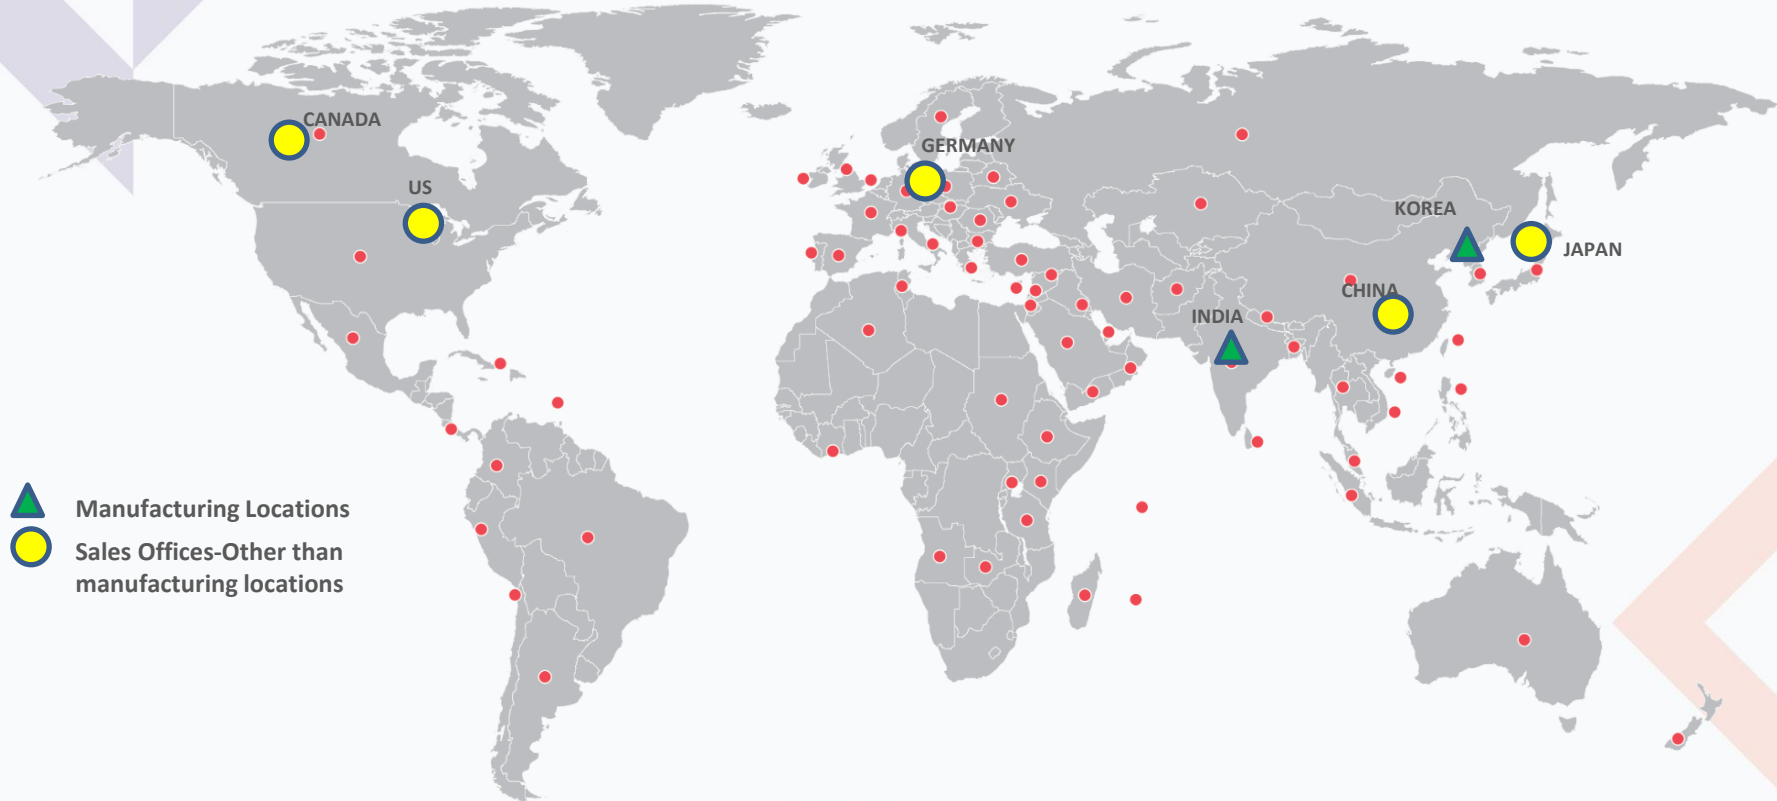 CANADA
GERMANY
US
KOREA
JAPAN
CHINA
INDIA
Manufacturing Locations
Sales Offices-Other than
manufacturing locations